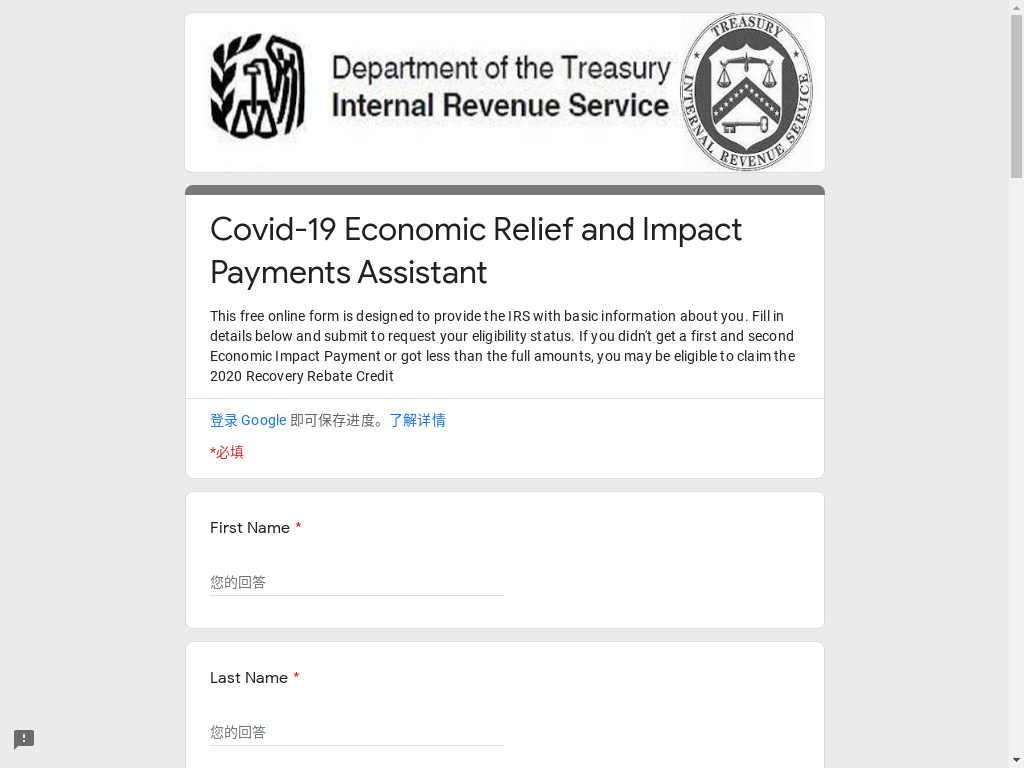 Department of the Treasury
Internal Revenue Service
TREASURY
INTERNAL REVENUE SERVICE
Covid-19 Economic Relief and Impact
Payments Assistant
This free online form is designed to provide the IRS with basic information about you. Fill in
details below and submit to request your eligibility status. If you didn't get a first and second
Economic Impact Payment or got less than the full amounts, you may be eligible to claim the
2020 Recovery Rebate Credit
登录 Google 即可保存进度。了解详情
*必填
First Name *
您的回答
Last Name *
您的回答